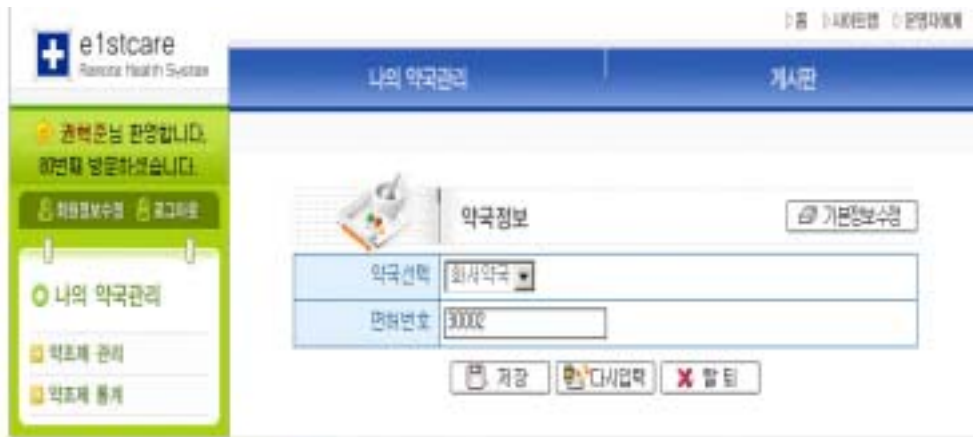 홈 사이트맵 운영자에게
e1stcare
Remote Health System
나의 약국관리 게시판
권혁준님 환영합니다.
80번째 방문하셨습니다.
회원정보수정 로그아웃
약국정보
기본정보수정
약국선택 회사약국
면허번호 30002
저장 다시입력 탈퇴
나의 약국관리
약조제 관리
약조제 통계